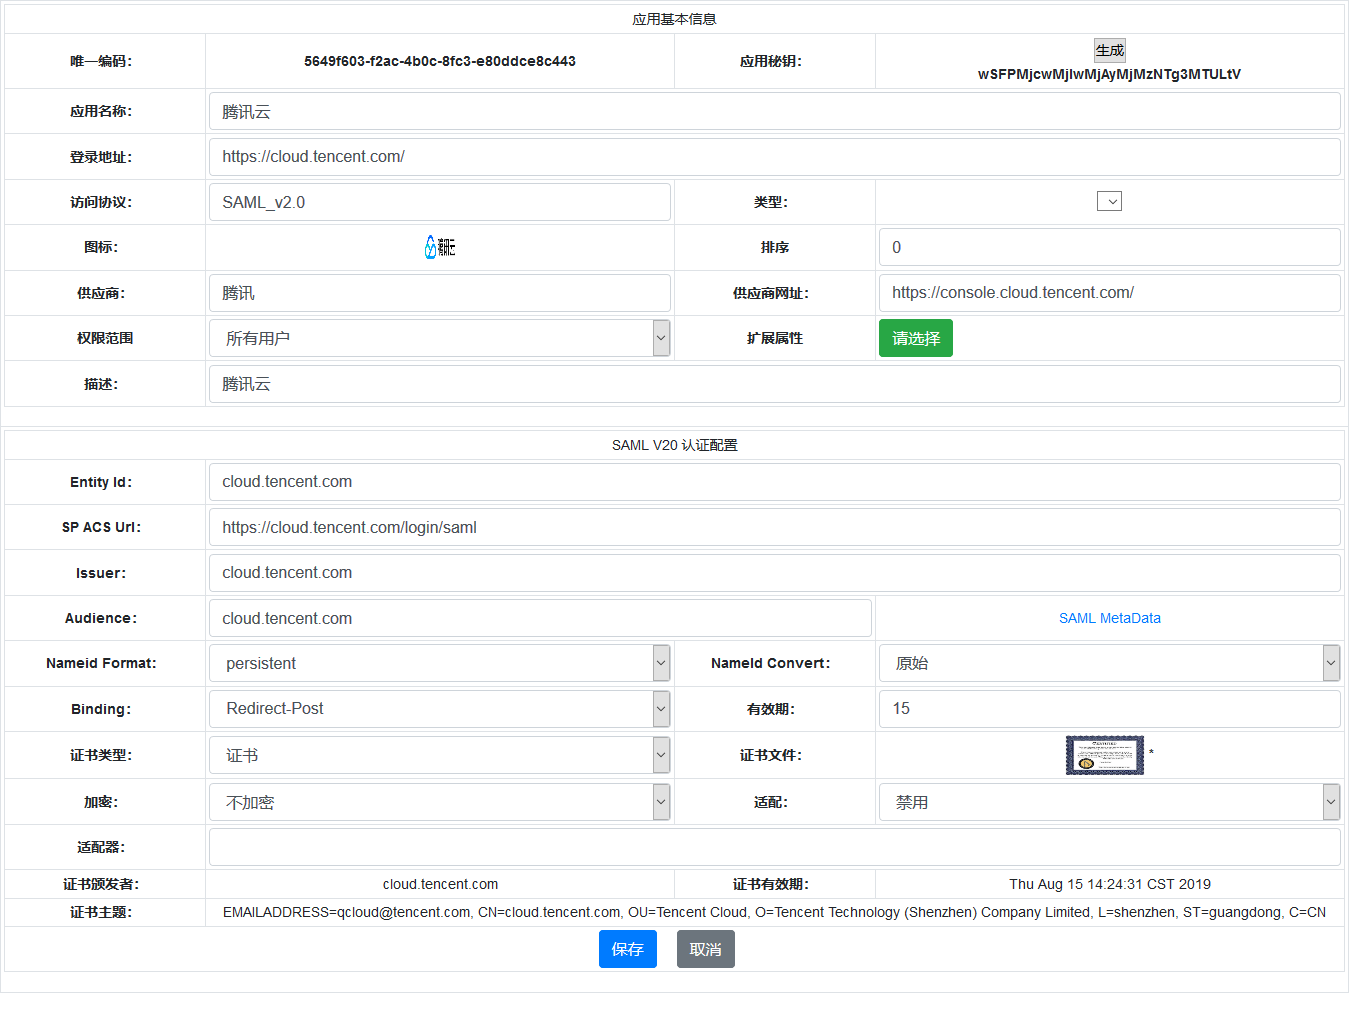 应用基本信息
唯一编码: 5649f603-f2ac-4b0c-8fc3-e80ddce8c443 应用秘钥: 生成
wSFPMjcwMjIwMjAyMjMzNTg3MTULtV
应用名称: 腾讯云
登录地址: https://cloud.tencent.com/
访问协议: SAML_v2.0 类型:
图标: 排序 0
供应商: 腾讯 供应商网址: https://console.cloud.tencent.com/
权限范围 所有用户 扩展属性 请选择
描述: 腾讯云
SAML V20 认证配置
Entity Id: cloud.tencent.com
SP ACS Url: https://cloud.tencent.com/login/saml
Issuer: cloud.tencent.com
Audience: cloud.tencent.com SAML MetaData
Nameid Format: persistent NameId Convert: 原始
Binding: Redirect-Post 有效期: 15
证书类型: 证书 证书文件: *
加密: 不加密 适配: 禁用
适配器:
证书颁发者: cloud.tencent.com 证书有效期: Thu Aug 15 14:24:31 CST 2019
证书主题: EMAILADDRESS=qcloud@tencent.com, CN=cloud.tencent.com, OU=Tencent Cloud, O=Tencent Technology (Shenzhen) Company Limited, L=shenzhen, ST=guangdong, C=CN
保存 取消